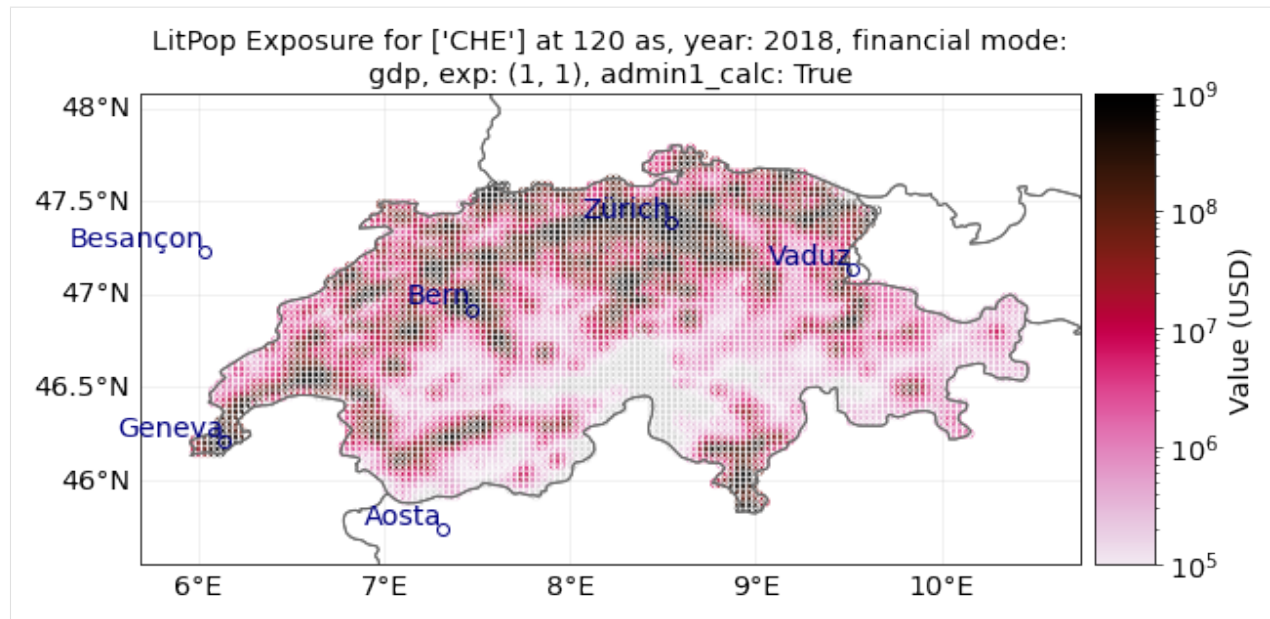 LitPop Exposure for ['CHE'] at 120 as, year: 2018, financial mode:
gdp, exp: (1, 1), admin1_calc: True
48°N
47.5°N
47°N
46.5°N
46°N
6°E
7°E
8°E
9°E
10°E
Besançon
Zürich
Vaduz
Bern
Geneva
Aosta
10⁹
10⁸
10⁷
10⁶
10⁵
Value (USD)